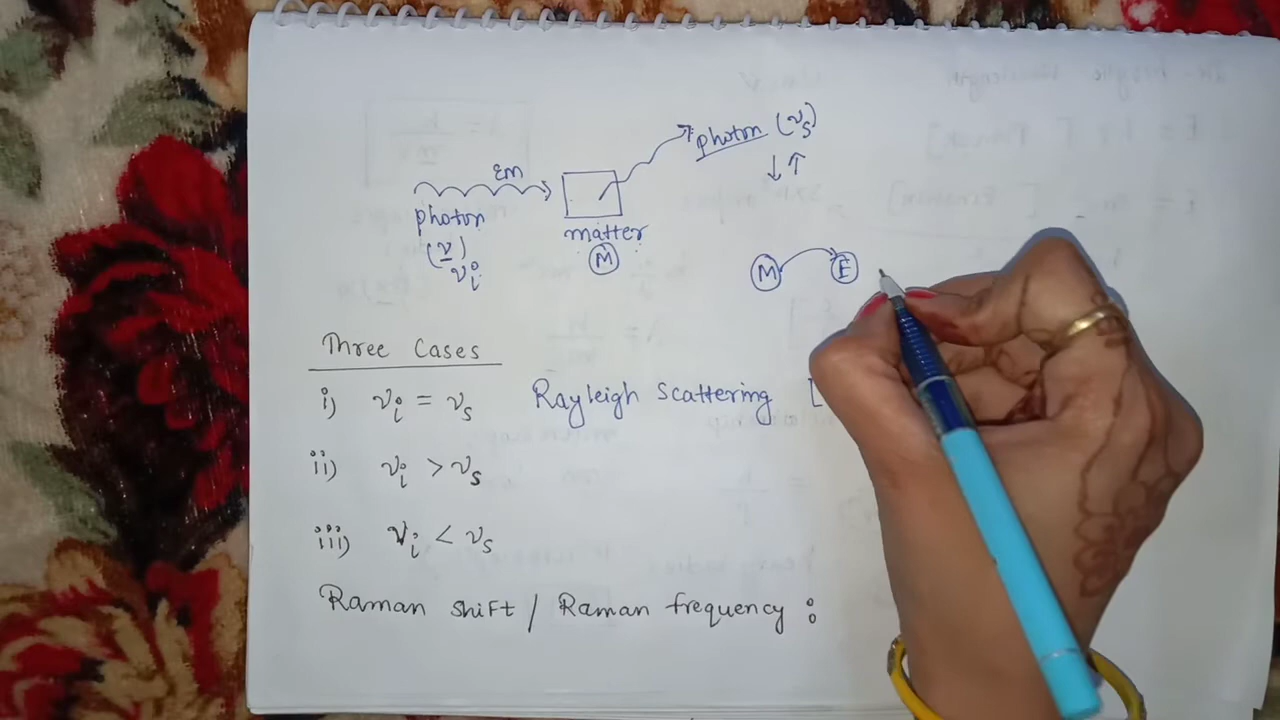 photon (νs)
↓↑
EM
photon
(ν)
νi
matter
M
M E
Three Cases
i) νi = νs Rayleigh Scattering [
ii) νi > νs
iii) νi < νs
Raman shift / Raman frequency :